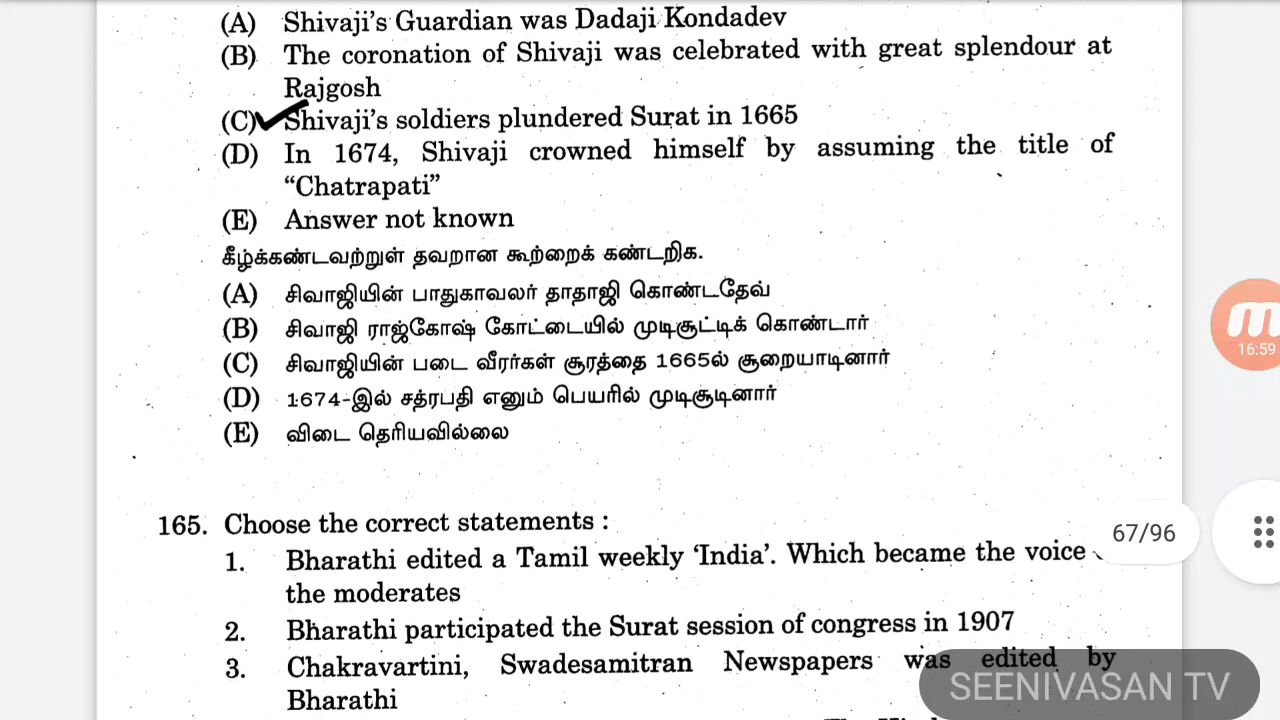 (A) Shivaji's Guardian was Dadaji Kondadev
(B) The coronation of Shivaji was celebrated with great splendour at
Rajgosh
(C) Shivaji's soldiers plundered Surat in 1665
(D) In 1674, Shivaji crowned himself by assuming the title of
“Chatrapati”
(E) Answer not known
கீழ்க்கண்டவற்றுள் தவறான கூற்றைக் கண்டறிக.
(A) சிவாஜியின் பாதுகாவலர் தாதாஜி கொண்டதேவ்
(B) சிவாஜி ராஜ்கோஷ் கோட்டையில் முடிசூட்டிக் கொண்டார்
(C) சிவாஜியின் படை வீரர்கள் சூரத்தை 1665ல் சூறையாடினார்
(D) 1674-இல் சத்ரபதி எனும் பெயரில் முடிசூடினார்
(E) விடை தெரியவில்லை
16:59
165. Choose the correct statements :
67/96
1. Bharathi edited a Tamil weekly ‘India’. Which became the voice
the moderates
2. Bharathi participated the Surat session of congress in 1907
3. Chakravartini, Swadesamitran Newspapers was edited by
Bharathi
SEENIVASAN TV